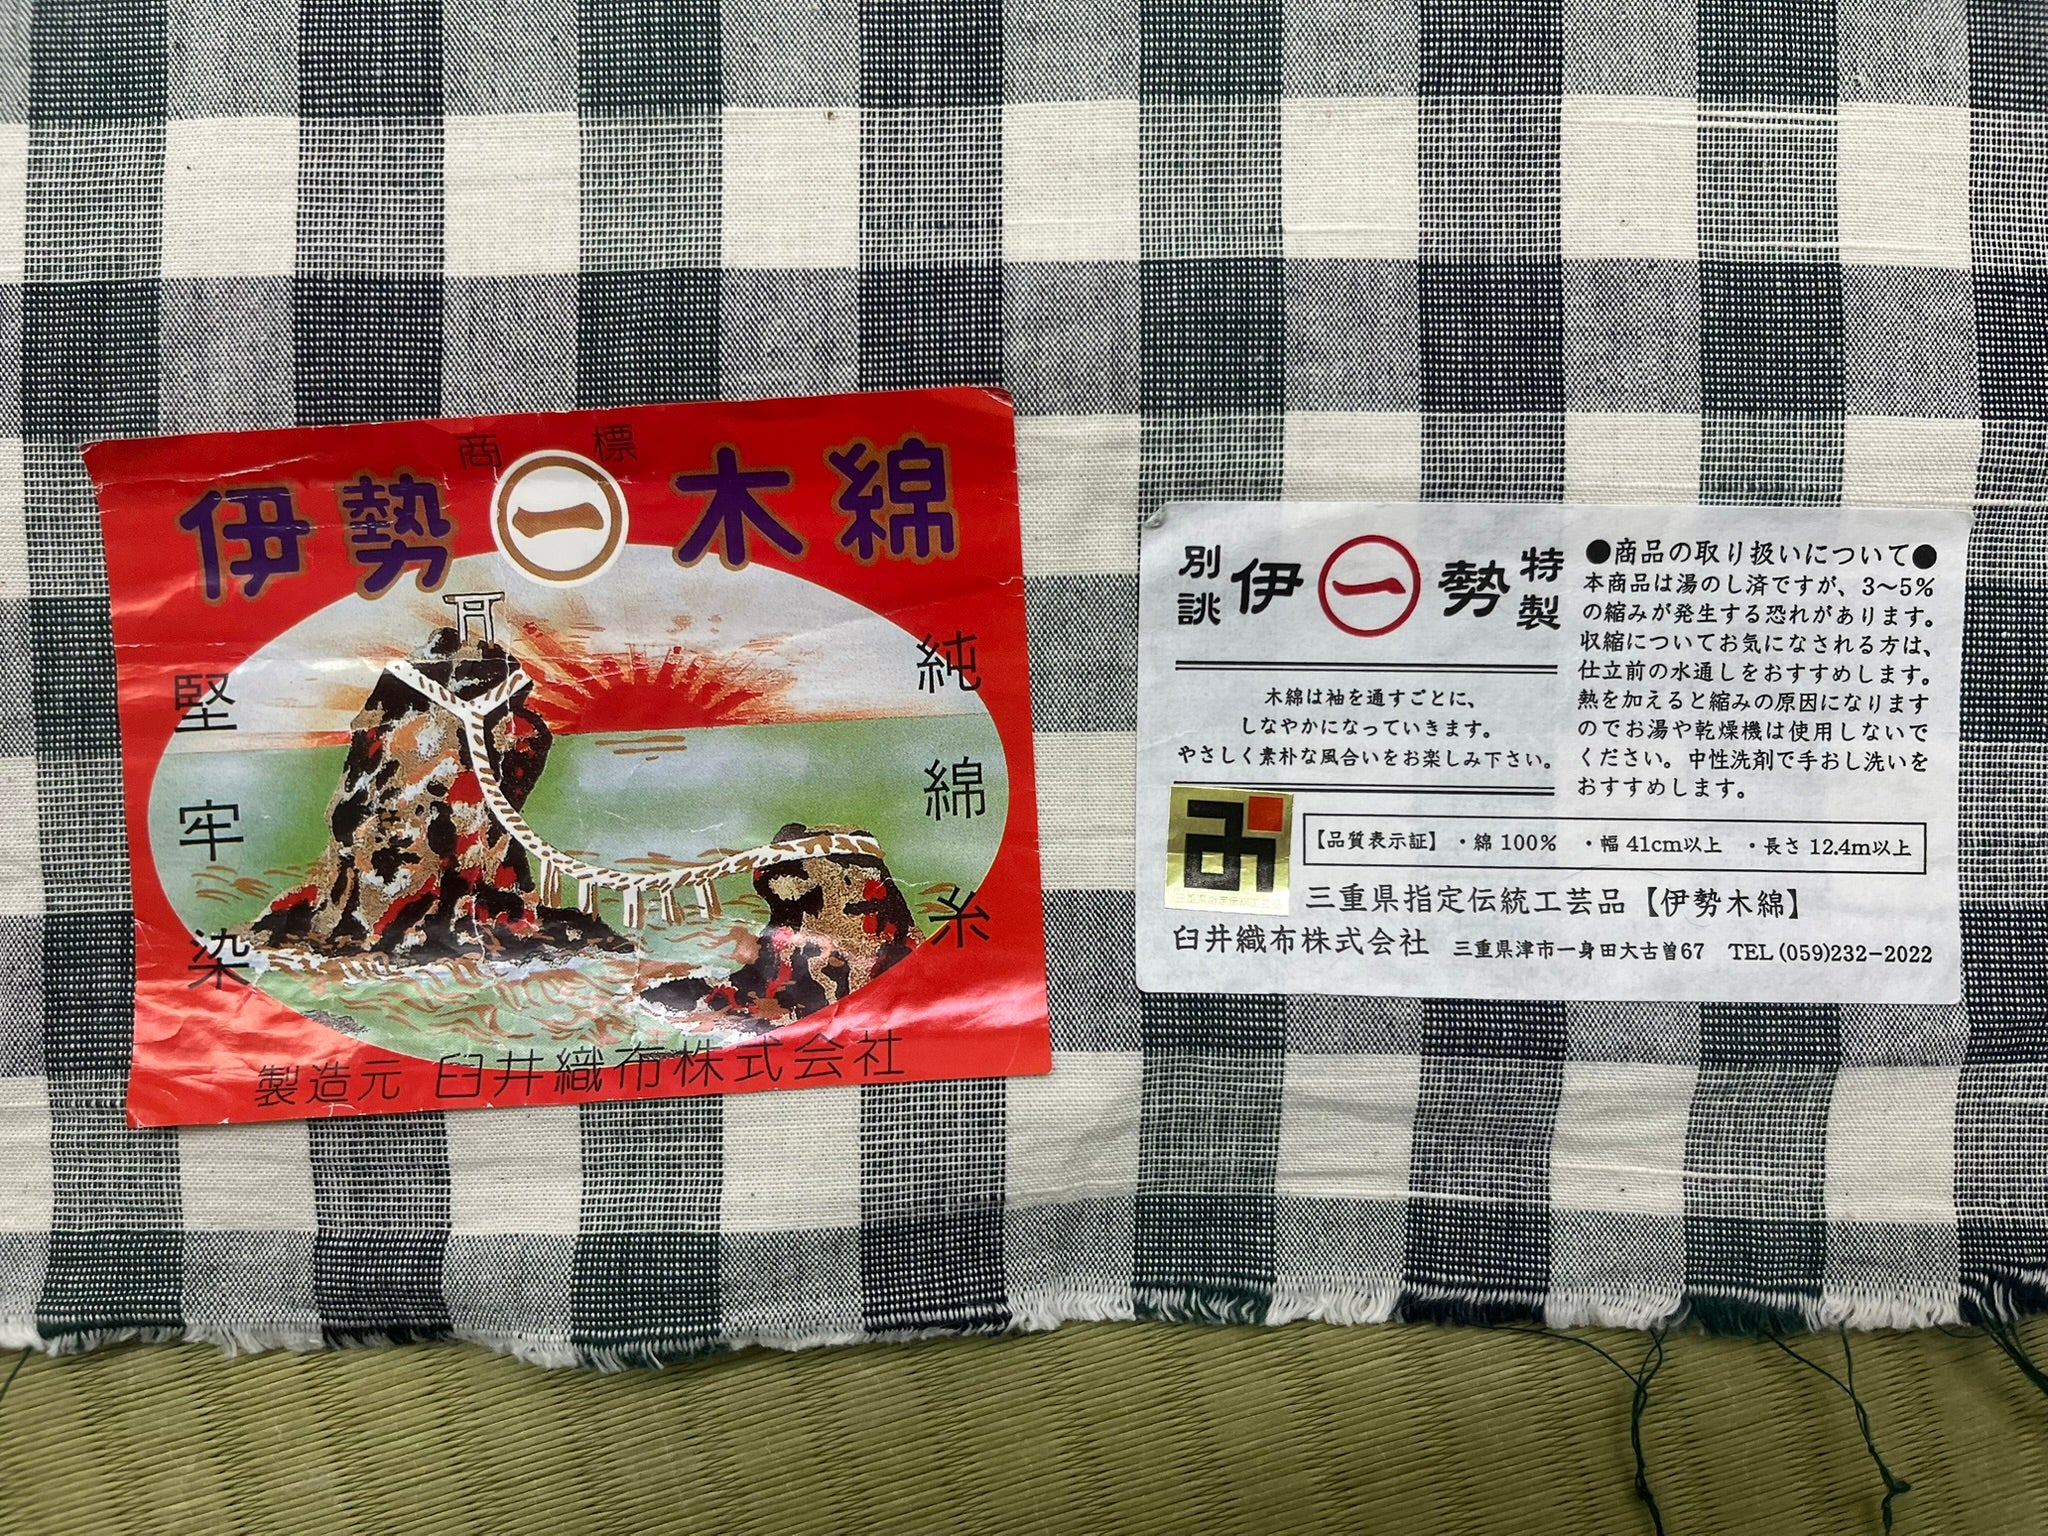 商標
伊勢 一 木綿
純綿糸
堅牢染
製造元 臼井織布株式会社
別誂 伊 一 勢 特製
木綿は袖を通すごとに、
しなやかになっていきます。
やさしく素朴な風合いをお楽しみ下さい。
●商品の取り扱いについて●
本商品は湯のし済ですが、3〜5%
の縮みが発生する恐れがあります。
収縮についてお気になされる方は、
仕立前の水通しをおすすめします。
熱を加えると縮みの原因になります
のでお湯や乾燥機は使用しないで
ください。中性洗剤で手おし洗いを
おすすめします。
【品質表示証】 ・綿 100% ・幅 41cm以上 ・長さ 12.4m以上
三重県指定伝統工芸品【伊勢木綿】
臼井織布株式会社 三重県津市一身田大古曽67 TEL (059)232-2022